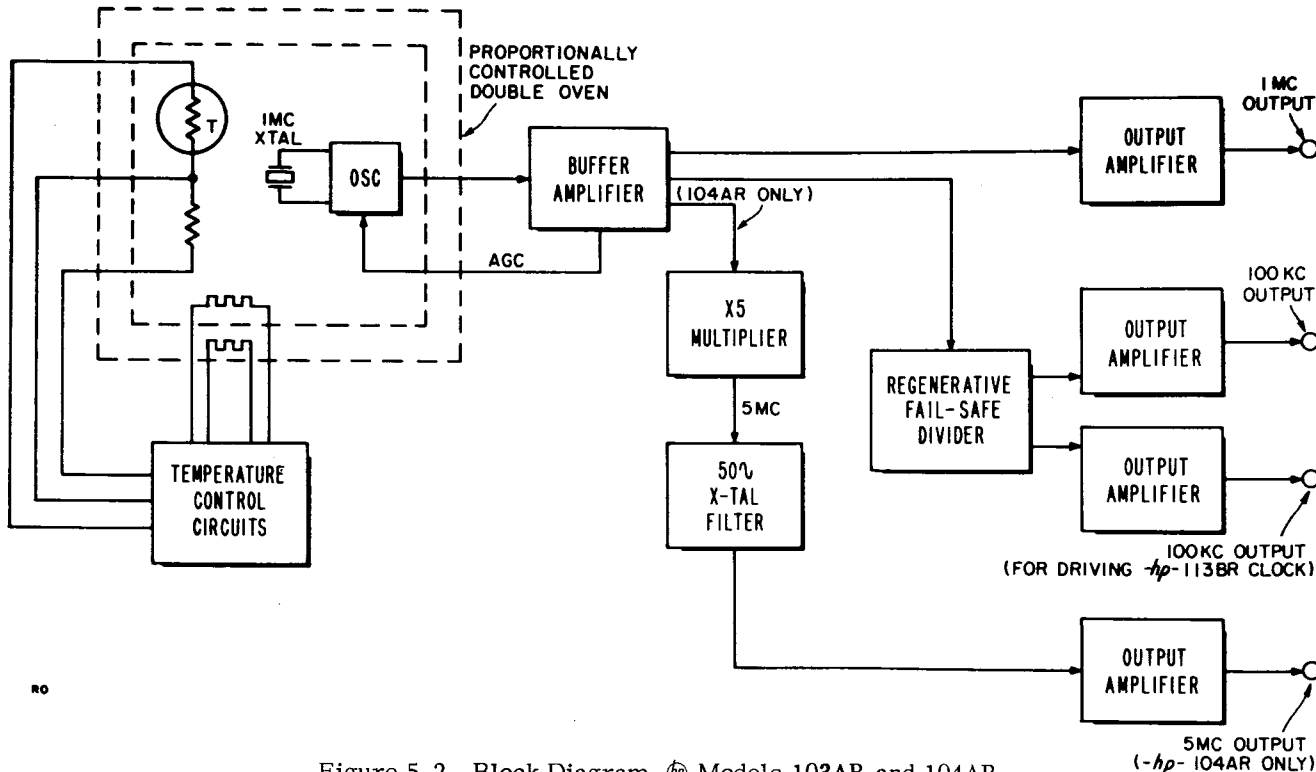 PROPORTIONALLY
CONTROLLED
DOUBLE OVEN
T
1MC
XTAL
OSC
BUFFER
AMPLIFIER
(104AR ONLY)
AGC
OUTPUT
AMPLIFIER
1 MC
OUTPUT
X5
MULTIPLIER
5MC
50∿
X-TAL
FILTER
REGENERATIVE
FAIL-SAFE
DIVIDER
OUTPUT
AMPLIFIER
100 KC
OUTPUT
OUTPUT
AMPLIFIER
100KC OUTPUT
(FOR DRIVING -hp- 113BR CLOCK)
TEMPERATURE
CONTROL
CIRCUITS
OUTPUT
AMPLIFIER
5MC OUTPUT
(-hp- 104AR ONLY)
RO
Figure 5-2. Block Diagram, hp Models 103AR and 104AR